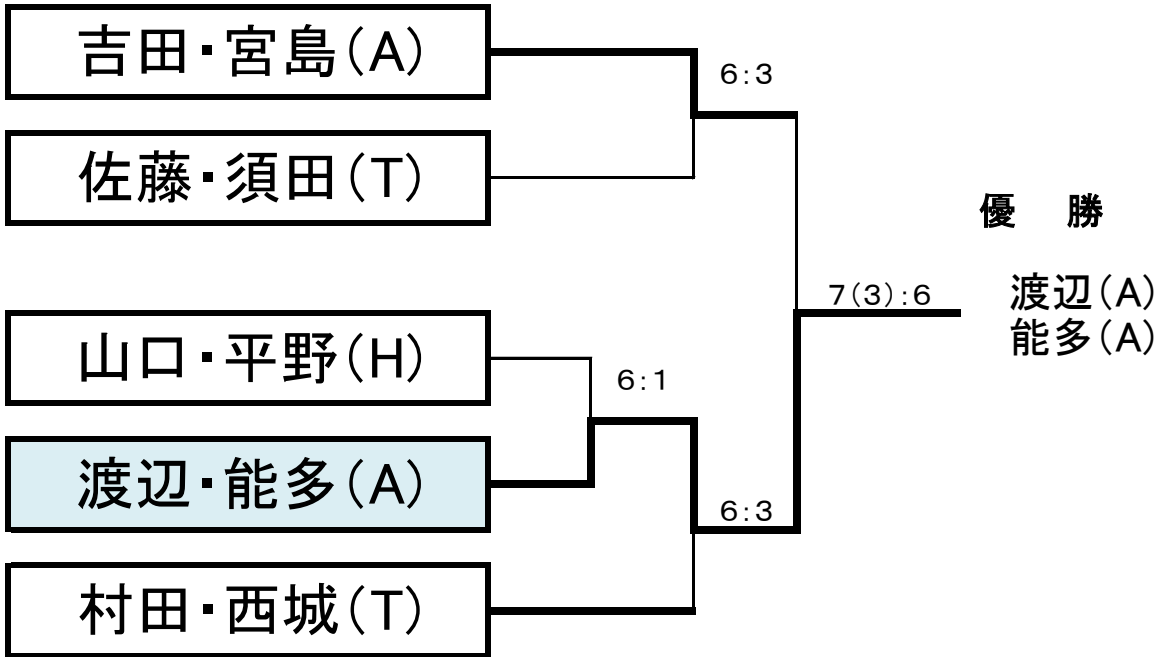 吉田・宮島(A)
6:3
佐藤・須田(T)
優 勝
7(3):6
渡辺(A)
能多(A)
山口・平野(H)
6:1
渡辺・能多(A)
6:3
村田・西城(T)